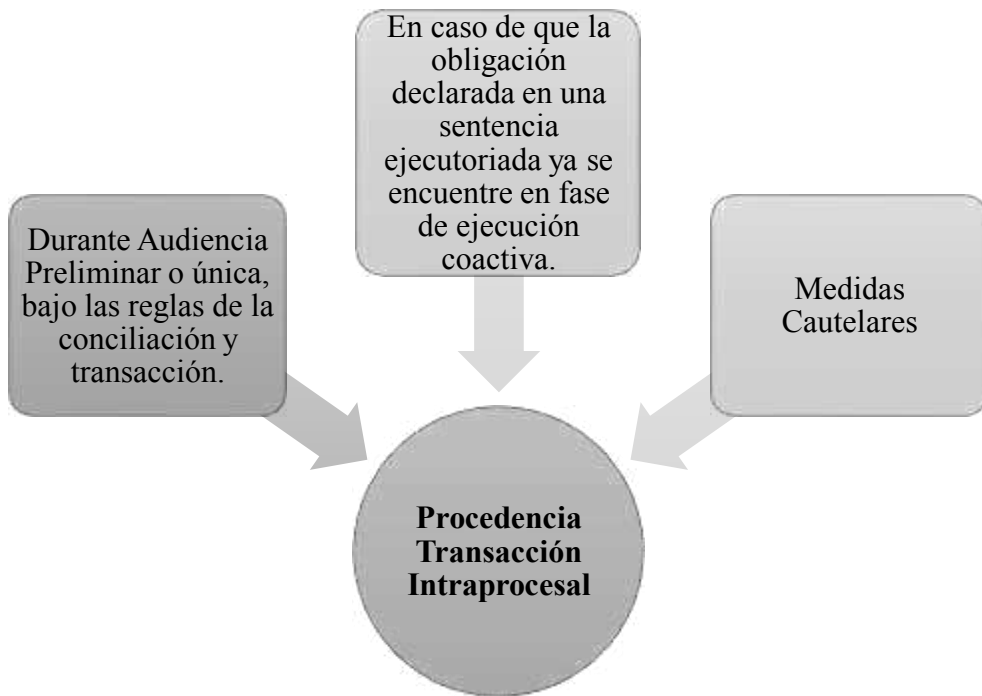 En caso de que la
obligación
declarada en una
sentencia
ejecutoriada ya se
encuentre en fase
de ejecución
coactiva.
Durante Audiencia
Preliminar o única,
bajo las reglas de la
conciliación y
transacción.
Medidas
Cautelares
Procedencia
Transacción
Intraprocesal